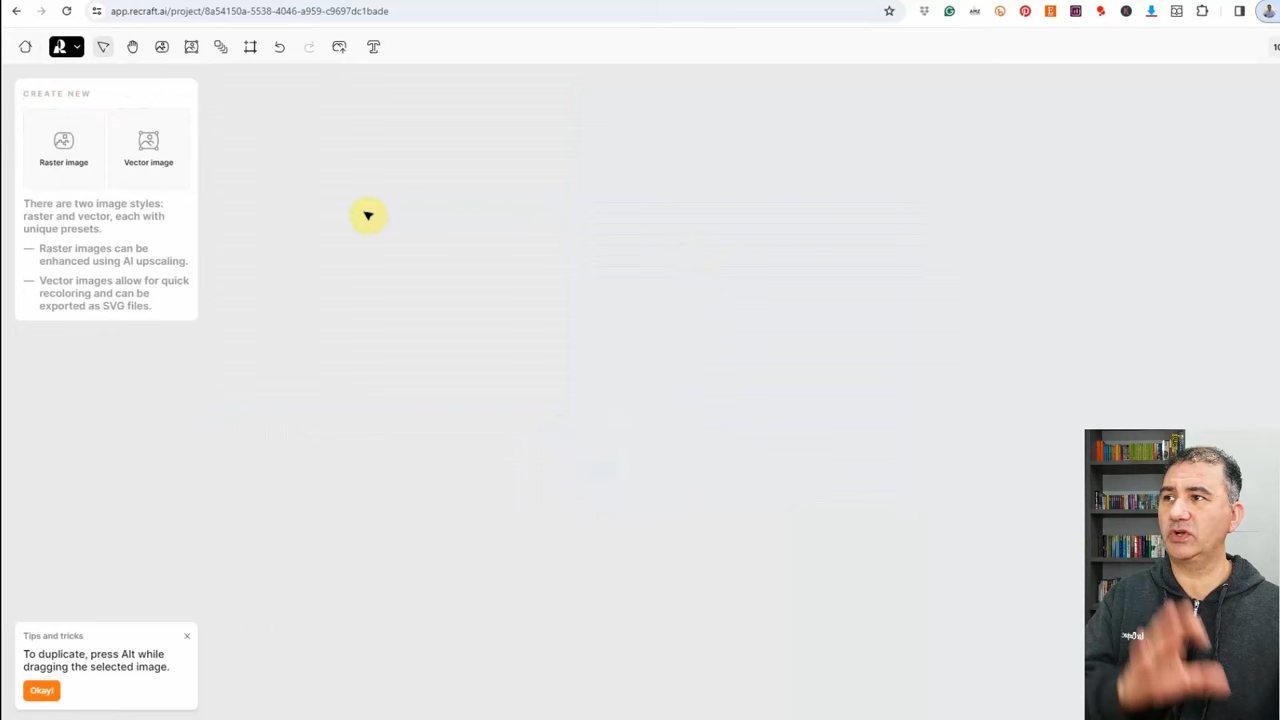 app.recraft.ai/project/8a54150a-5538-4046-a959-c9697dc1bade
CREATE NEW
Raster image
Vector image
There are two image styles:
raster and vector, each with
unique presets.
— Raster images can be
enhanced using AI upscaling.
— Vector images allow for quick
recoloring and can be
exported as SVG files.
Tips and tricks
To duplicate, press Alt while
dragging the selected image.
Okay!